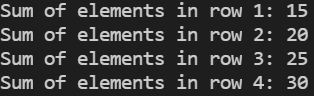 Sum of elements in row 1: 15
Sum of elements in row 2: 20
Sum of elements in row 3: 25
Sum of elements in row 4: 30